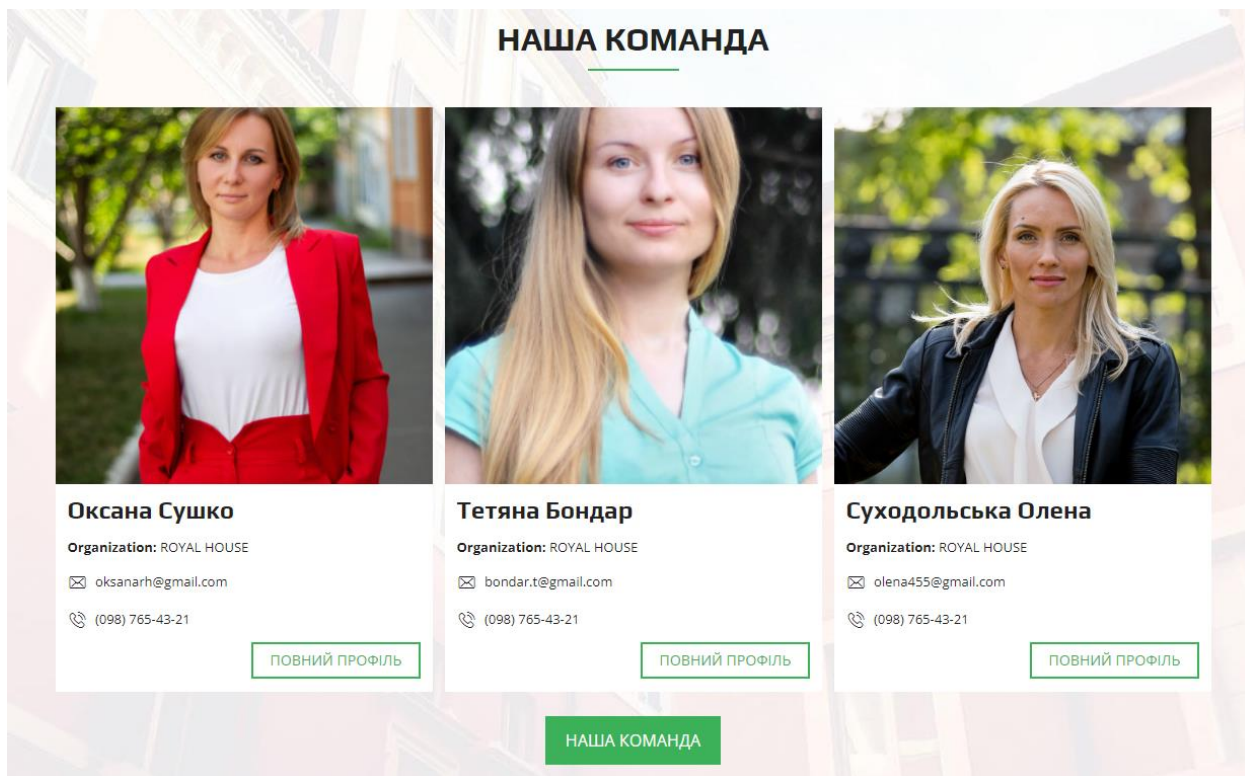 НАША КОМАНДА
Оксана Сушко
Organization: ROYAL HOUSE
oksanarh@gmail.com
(098) 765-43-21
ПОВНИЙ ПРОФІЛЬ
Тетяна Бондар
Organization: ROYAL HOUSE
bondar.t@gmail.com
(098) 765-43-21
ПОВНИЙ ПРОФІЛЬ
Суходольська Олена
Organization: ROYAL HOUSE
olena455@gmail.com
(098) 765-43-21
ПОВНИЙ ПРОФІЛЬ
НАША КОМАНДА